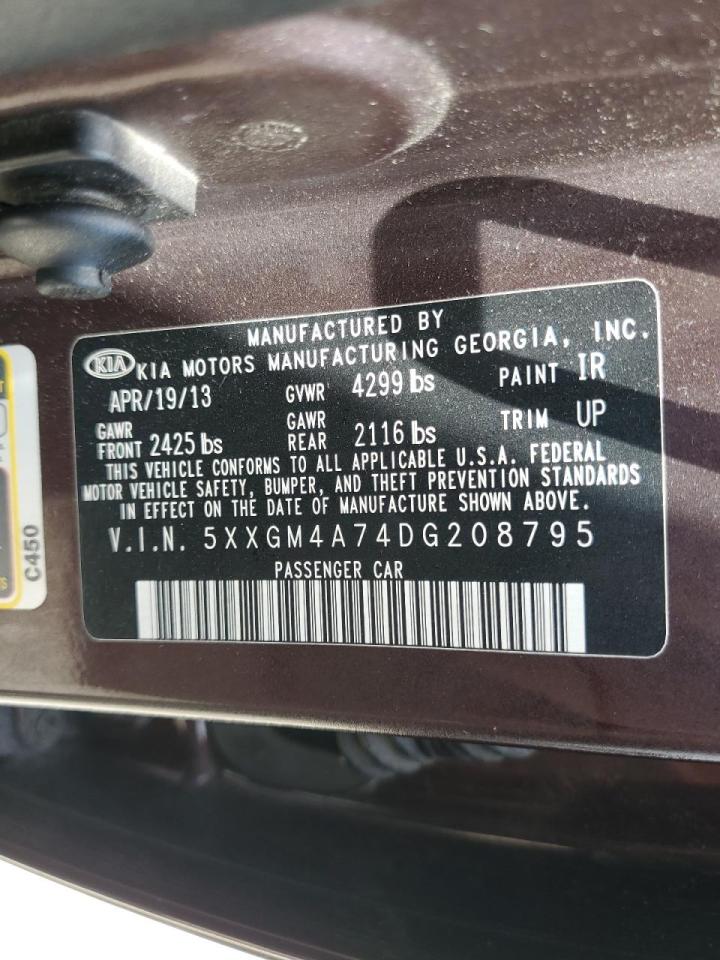 MANUFACTURED BY
KIA KIA MOTORS MANUFACTURING GEORGIA, INC.
APR/19/13 GVWR 4299 lbs PAINT IR
GAWR FRONT 2425 lbs GAWR REAR 2116 lbs TRIM UP
THIS VEHICLE CONFORMS TO ALL APPLICABLE U.S.A. FEDERAL
MOTOR VEHICLE SAFETY, BUMPER, AND THEFT PREVENTION STANDARDS
IN EFFECT ON THE DATE OF MANUFACTURE SHOWN ABOVE.
V.I.N. 5XXGM4A74DG208795
PASSENGER CAR
C450